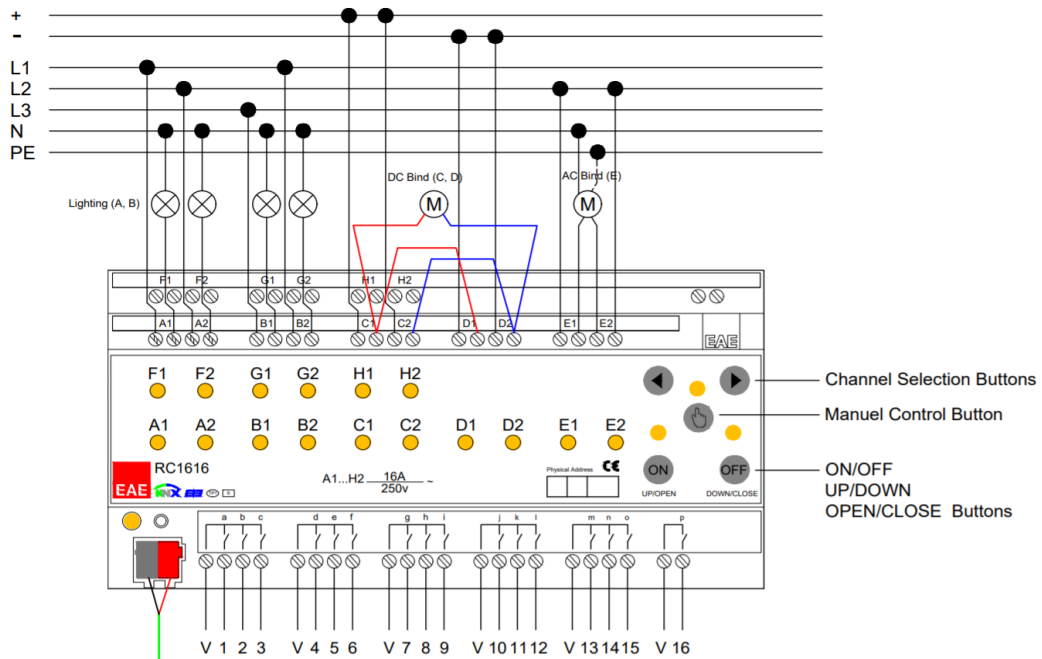 +
-
L1
L2
L3
N
PE
Lighting (A, B)
DC Bind (C, D)
AC Bind (E)
M
M
F1 F2 G1 G2 H1 H2
A1 A2 B1 B2 C1 C2 D1 D2 E1 E2
EAE
F1 F2 G1 G2 H1 H2
A1 A2 B1 B2 C1 C2 D1 D2 E1 E2
Channel Selection Buttons
Manuel Control Button
EAE
RC1616
KNX
A1...H2 16A
250v ~
Physical Address CE
ON OFF
UP/OPEN DOWN/CLOSE
ON/OFF
UP/DOWN
OPEN/CLOSE Buttons
a b c d e f g h i j k l m n o p
V 1 2 3 V 4 5 6 V 7 8 9 V 10 11 12 V 13 14 15 V 16